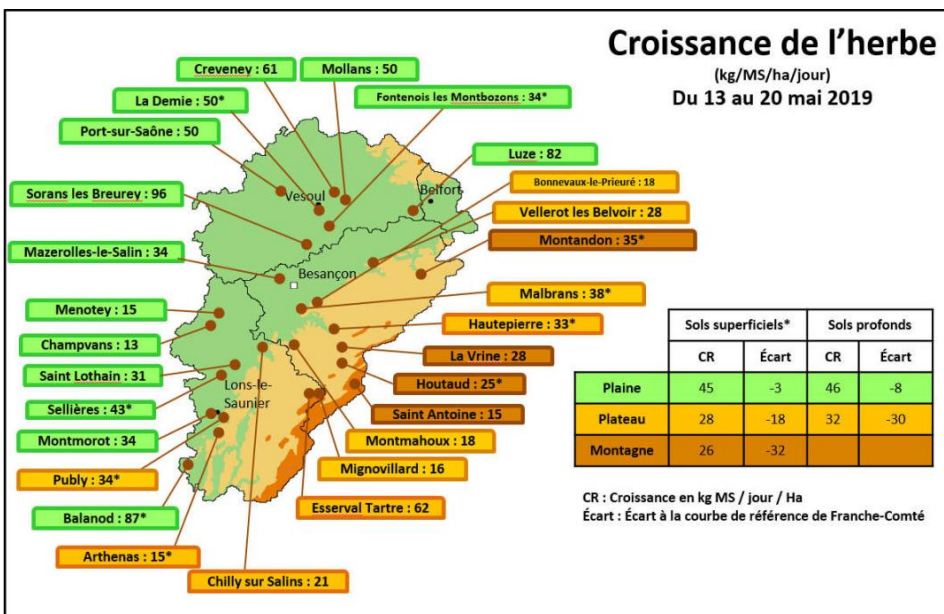 Croissance de l'herbe
(kg/MS/ha/jour)
Du 13 au 20 mai 2019
Creveney : 61
Mollans : 50
La Demie : 50*
Fontenois les Montbozons : 34*
Port-sur-Saône : 50
Luze : 82
Sorans les Breurey : 96
Bonnevaux-le-Prieuré : 18
Vellerot les Belvoir : 28
Montandon : 35*
Mazerolles-le-Salin : 34
Malbrans : 38*
Menotey : 15
Hautepierre : 33*
Champvans : 13
La Vrine : 28
Saint Lothain : 31
Houtaud : 25*
Sellières : 43*
Saint Antoine : 15
Montmorot : 34
Montmahoux : 18
Publy : 34*
Mignovillard : 16
Balanod : 87*
Esserval Tartre : 62
Arthenas : 15*
Chilly sur Salins : 21
Vesoul
Belfort
Besançon
Lons-le-
Saunier
Sols superficiels* Sols profonds
CR Écart CR Écart
Plaine 45 -3 46 -8
Plateau 28 -18 32 -30
Montagne 26 -32
CR : Croissance en kg MS / jour / Ha
Écart : Écart à la courbe de référence de Franche-Comté